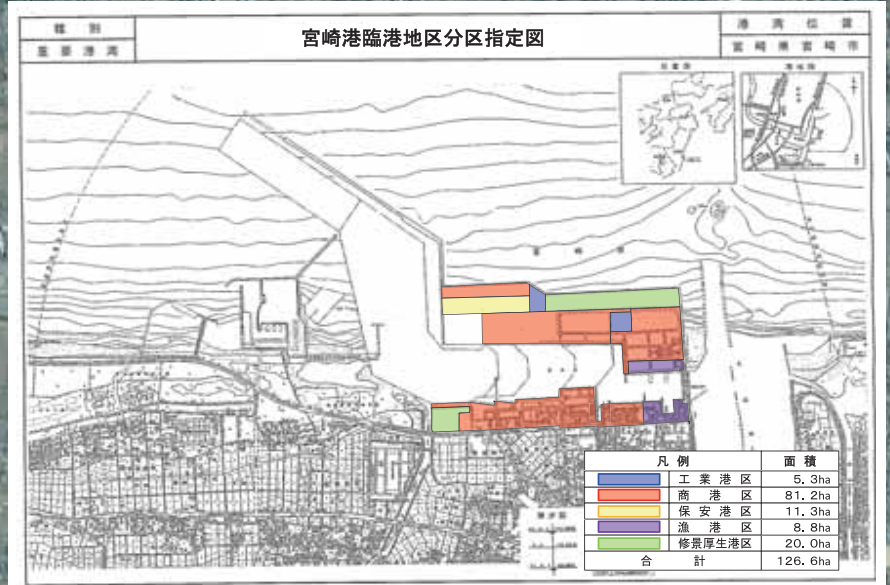 種別
重要港湾
宮崎港臨港地区分区指定図
港湾位置
宮崎県宮崎市
位置図
凡例 面積
工業港区 5.3ha
商港区 81.2ha
保安港区 11.3ha
漁港区 8.8ha
修景厚生港区 20.0ha
合計 126.6ha